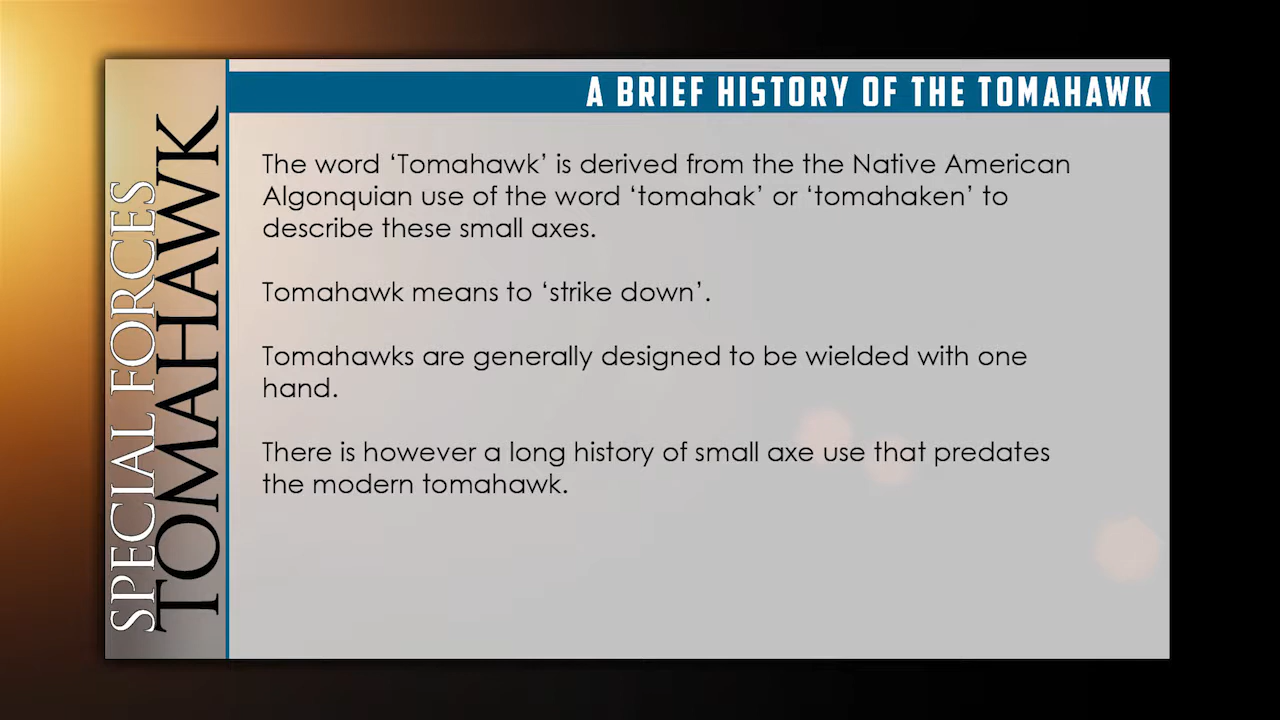 SPECIAL FORCES
TOMAHAWK
A BRIEF HISTORY OF THE TOMAHAWK
The word ‘Tomahawk’ is derived from the the Native American
Algonquian use of the word ‘tomahak’ or ‘tomahaken’ to
describe these small axes.
Tomahawk means to ‘strike down’.
Tomahawks are generally designed to be wielded with one
hand.
There is however a long history of small axe use that predates
the modern tomahawk.